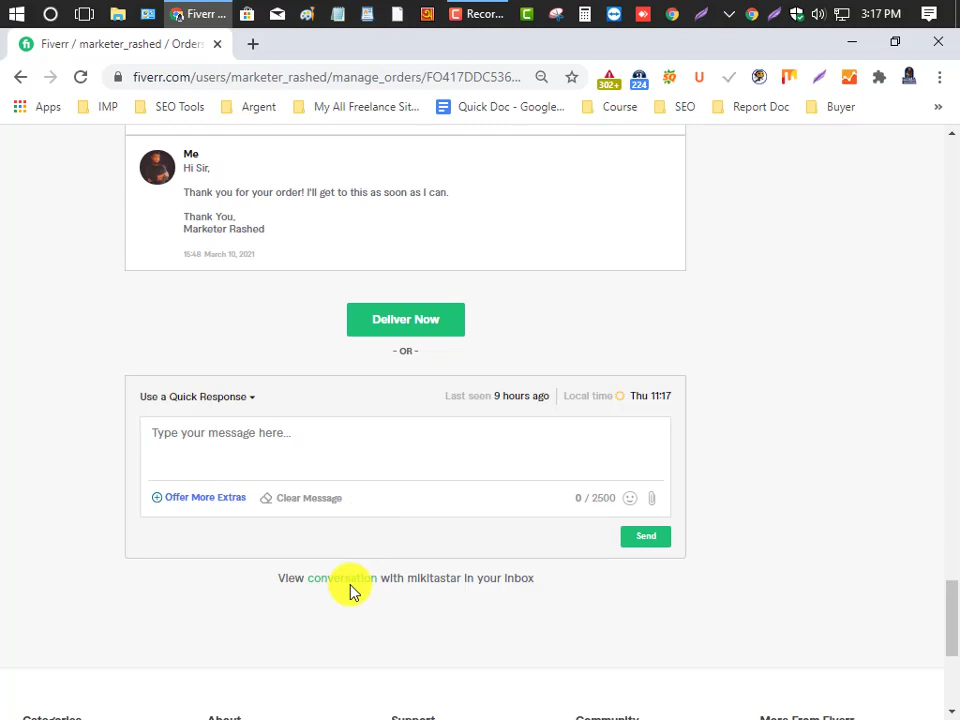 Fiverr ...
Recor...
3:17 PM
Fiverr / marketer_rashed / Orders
fiverr.com/users/marketer_rashed/manage_orders/FO417DDC536...
302+
224
Apps
IMP
SEO Tools
Argent
My All Freelance Sit...
Quick Doc - Google...
Course
SEO
Report Doc
Buyer
»
Me
Hi Sir,
Thank you for your order! I'll get to this as soon as I can.
Thank You,
Marketer Rashed
15:48 March 10, 2021
Deliver Now
- OR -
Use a Quick Response
Last seen 9 hours ago
Local time Thu 11:17
Type your message here...
Offer More Extras
Clear Message
0 / 2500
Send
View conversation with mikitastar in your inbox
Categories
About
Support
Community
More From Fiverr